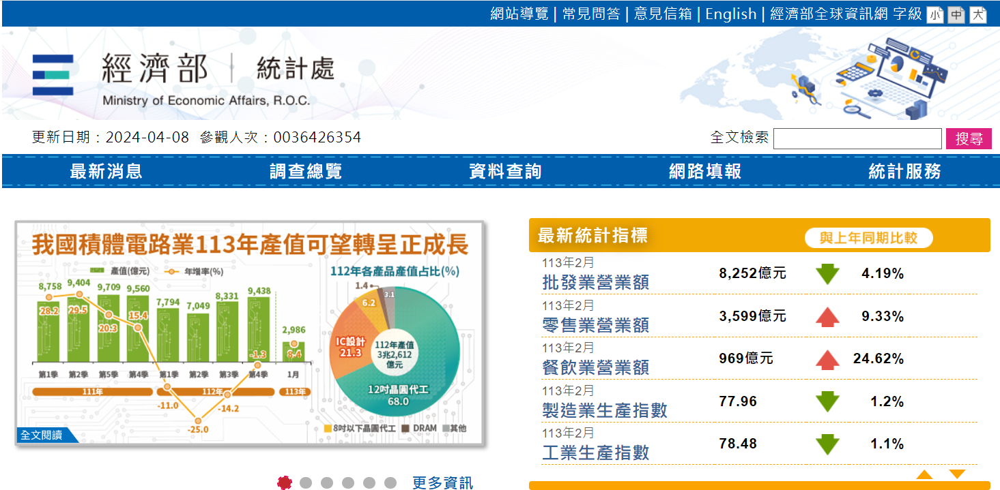 網站導覽 | 常見問答 | 意見信箱 | English | 經濟部全球資訊網 字級 小 中 大
經濟部 | 統計處
Ministry of Economic Affairs, R.O.C.
更新日期：2024-04-08 參觀人次：0036426354
全文檢索 搜尋
最新消息 調查總覽 資料查詢 網路填報 統計服務
我國積體電路業113年產值可望轉呈正成長
產值(億元) 年增率(%)
8,758 9,404 9,709 9,560 7,794 7,049 8,331 9,438 2,986
28.2 29.5 20.3 15.4 -11.0 -25.0 -14.2 -1.3 8.4
第1季 第2季 第5季 第4季 第1季 第2季 第3季 第4季 1月
111年 112年 113年
112年各產品產值占比(%)
1.4
3.1
6.2
IC設計
21.3
112年產值
3兆2,612
億元
12吋晶圓代工
68.0
8吋以下晶圓代工 DRAM 其他
全文閱讀
更多資訊
最新統計指標 與上年同期比較
113年2月
批發業營業額 8,252億元 4.19%
113年2月
零售業營業額 3,599億元 9.33%
113年2月
餐飲業營業額 969億元 24.62%
113年2月
製造業生產指數 77.96 1.2%
113年2月
工業生產指數 78.48 1.1%